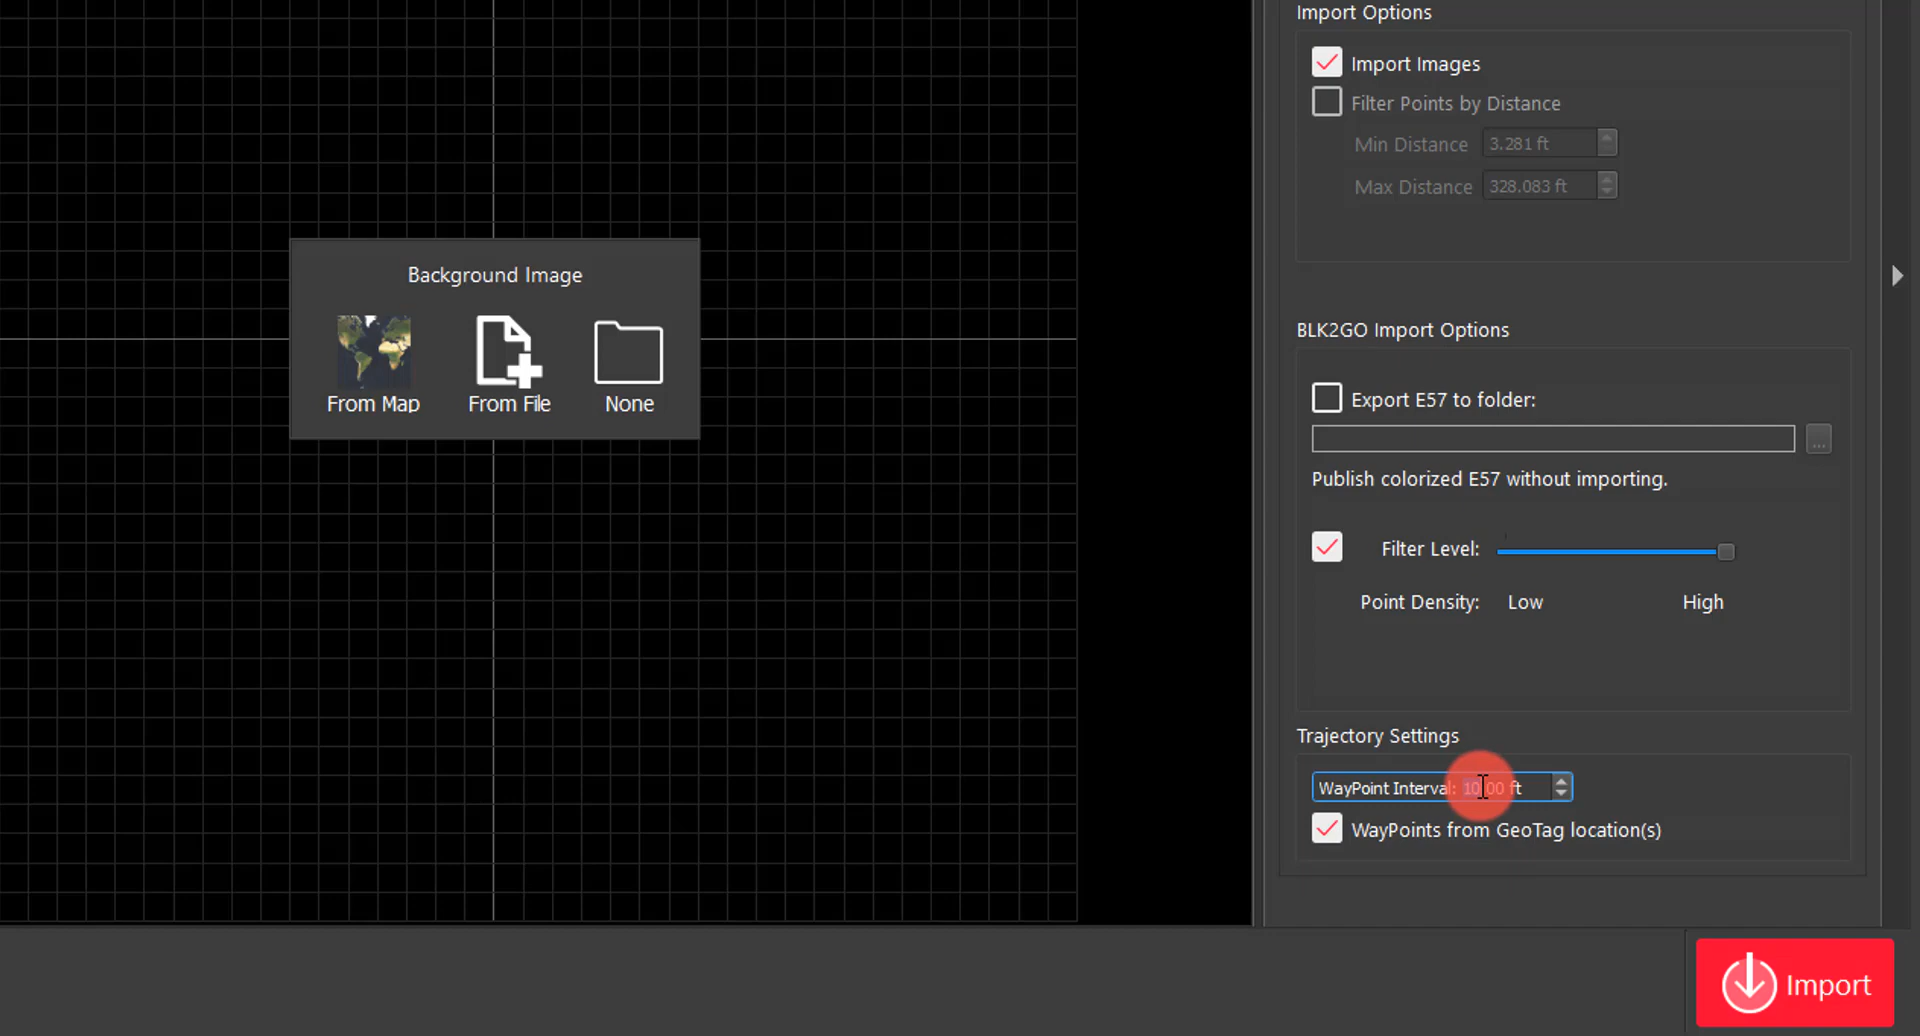 Import Options
Import Images
Filter Points by Distance
Min Distance 3.281 ft
Max Distance 328.083 ft
Background Image
From Map From File None
BLK2GO Import Options
Export E57 to folder:
...
Publish colorized E57 without importing.
Filter Level:
Point Density: Low High
Trajectory Settings
WayPoint Interval: 10.00 ft
WayPoints from GeoTag location(s)
Import